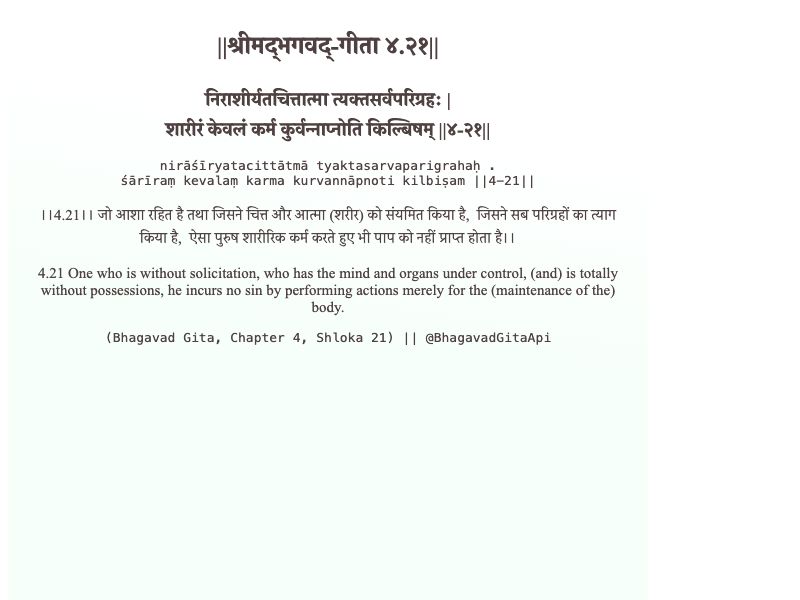 ||श्रीमद्‍भगवद्‍-गीता ४.२१||
निराशीर्यतचित्तात्मा त्यक्तसर्वपरिग्रहः |
शारीरं केवलं कर्म कुर्वन्नाप्नोति किल्बिषम् ||४-२१||
nirāśīryatacittātmā tyaktasarvaparigrahaḥ .
śārīraṃ kevalaṃ karma kurvannāpnoti kilbiṣam ||4-21||
।।4.21।। जो आशा रहित है तथा जिसने चित्त और आत्मा (शरीर) को संयमित किया है, जिसने सब परिग्रहों का त्याग
किया है, ऐसा पुरुष शारीरिक कर्म करते हुए भी पाप को नहीं प्राप्त होता है।।
4.21 One who is without solicitation, who has the mind and organs under control, (and) is totally
without possessions, he incurs no sin by performing actions merely for the (maintenance of the)
body.
(Bhagavad Gita, Chapter 4, Shloka 21) || @BhagavadGitaApi